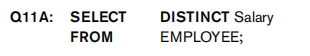 Q11A: SELECT DISTINCT Salary
FROM EMPLOYEE;